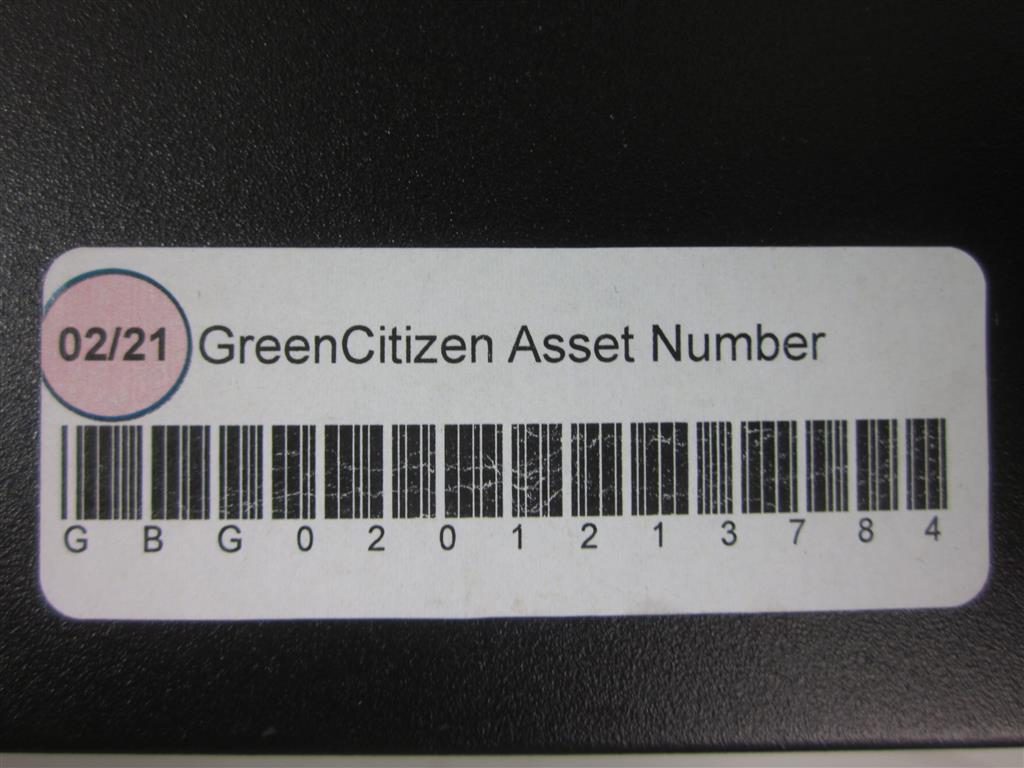 02/21 GreenCitizen Asset Number
G B G 0 2 0 1 2 1 3 7 8 4